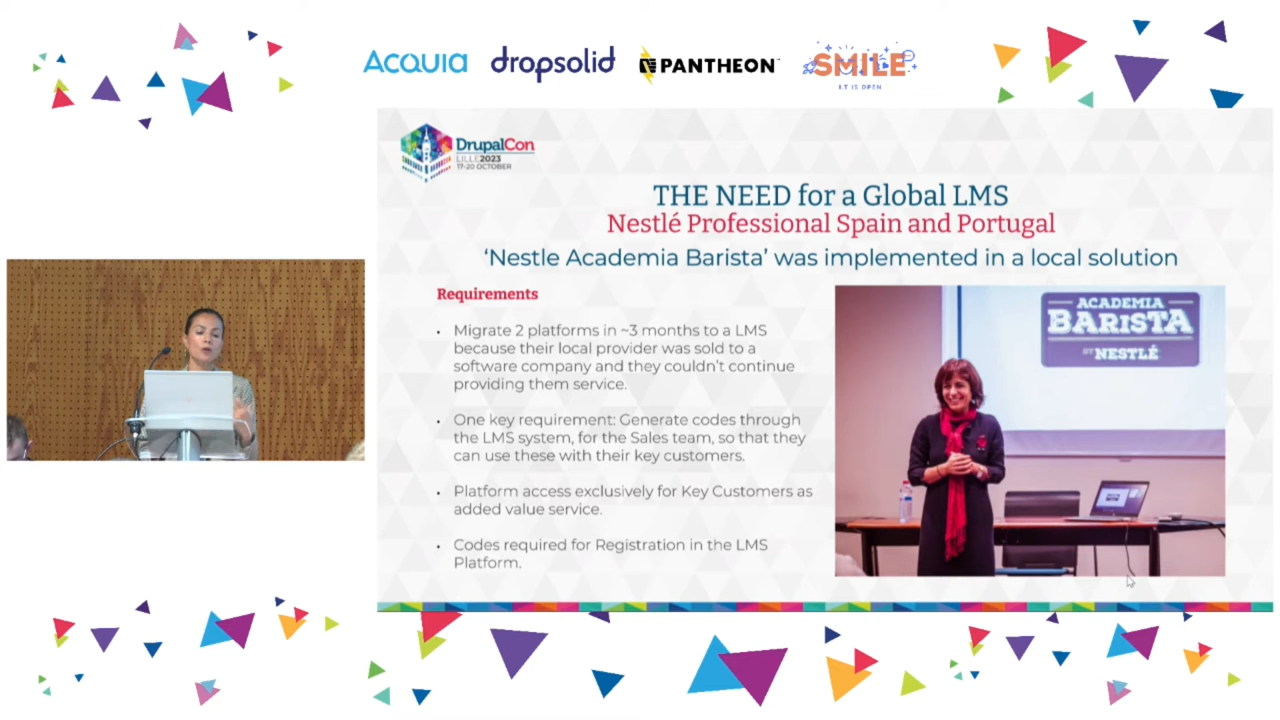 ACQUIA dropsolid PANTHEON SMILE
I.T IS OPEN
DrupalCon
LILLE2023
17-20 OCTOBER
THE NEED for a Global LMS
Nestlé Professional Spain and Portugal
‘Nestle Academia Barista’ was implemented in a local solution
Requirements
• Migrate 2 platforms in ~3 months to a LMS
because their local provider was sold to a
software company and they couldn’t continue
providing them service.
• One key requirement: Generate codes through
the LMS system, for the Sales team, so that they
can use these with their key customers.
• Platform access exclusively for Key Customers as
added value service.
• Codes required for Registration in the LMS
Platform.
ACADEMIA
BARISTA
BY NESTLÉ